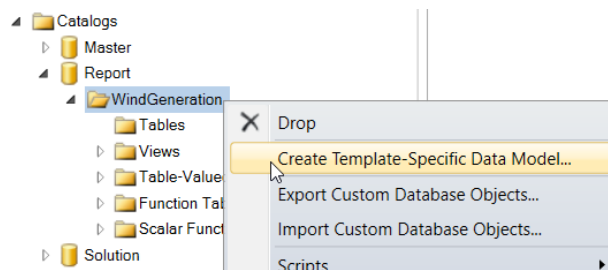 Catalogs
Master
Report
WindGeneration
Tables
Views
Table-Value
Function Tab
Scalar Funct
Solution
Drop
Create Template-Specific Data Model...
Export Custom Database Objects...
Import Custom Database Objects...
Scripts